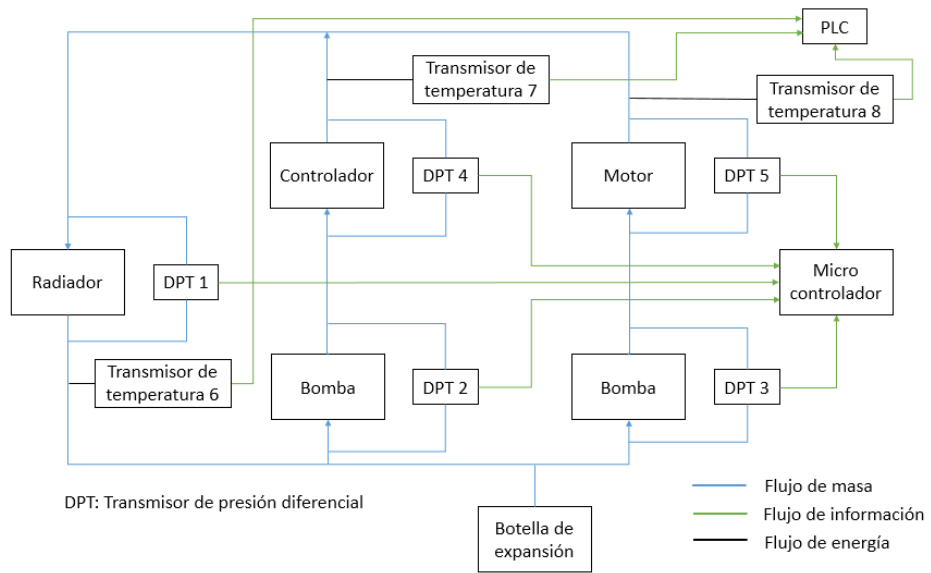 PLC
Transmisor de
temperatura 7
Transmisor de
temperatura 8
Controlador
DPT 4
Motor
DPT 5
Radiador
DPT 1
Micro
controlador
Transmisor de
temperatura 6
Bomba
DPT 2
Bomba
DPT 3
DPT: Transmisor de presión diferencial
Botella de
expansión
Flujo de masa
Flujo de información
Flujo de energía